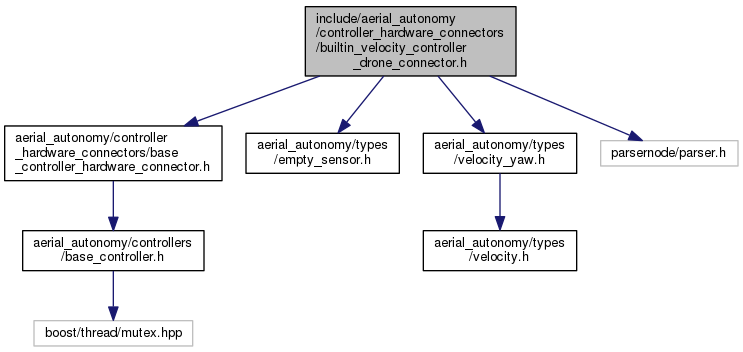 include/aerial_autonomy
/controller_hardware_connectors
/builtin_velocity_controller
_drone_connector.h
aerial_autonomy/controller
_hardware_connectors/base
_controller_hardware_connector.h
aerial_autonomy/types
/empty_sensor.h
aerial_autonomy/types
/velocity_yaw.h
parsernode/parser.h
aerial_autonomy/controllers
/base_controller.h
aerial_autonomy/types
/velocity.h
boost/thread/mutex.hpp